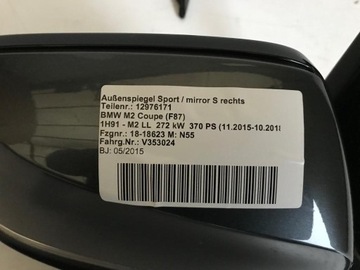 Außenspiegel Sport / mirror S rechts
Teilenr.: 12976171
BMW M2 Coupe (F87)
1H91 - M2 LL 272 kW 370 PS (11.2015-10.201
Fzgnr.: 18-18623 M: N55
Fahrg.Nr.: V353024
BJ: 05/2015